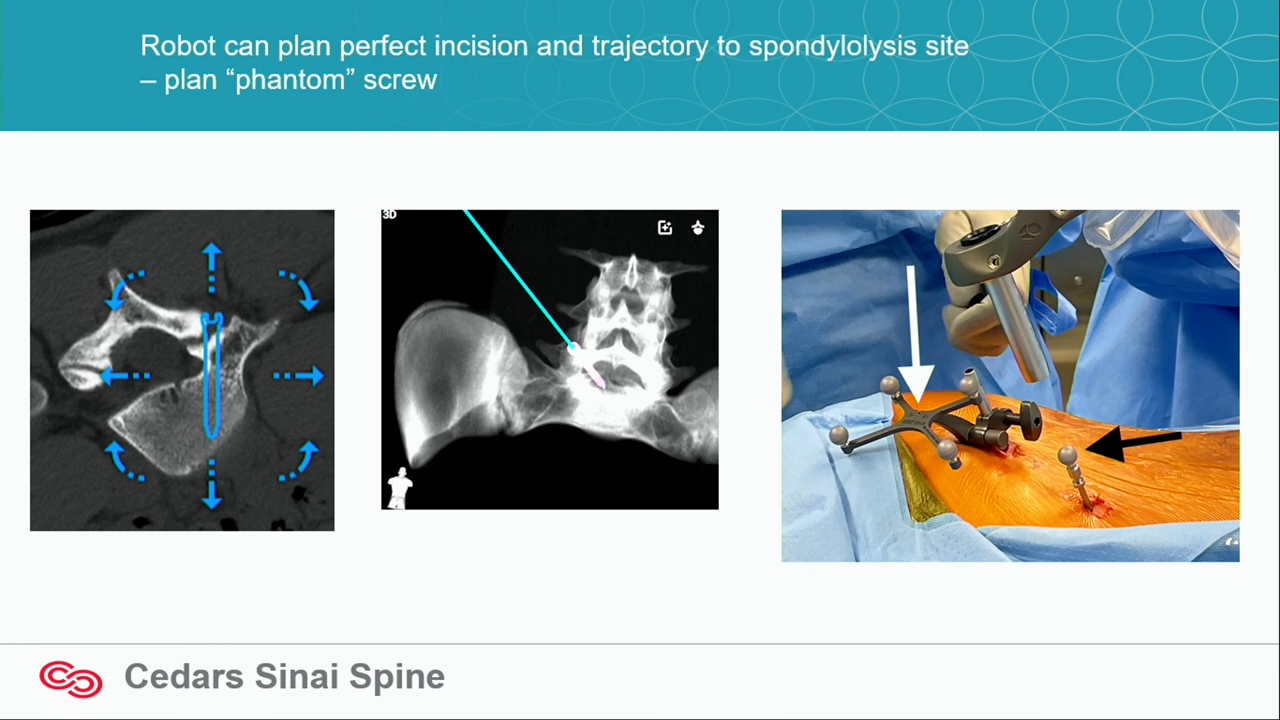 Robot can plan perfect incision and trajectory to spondylolysis site
– plan “phantom” screw
3D
Cedars Sinai Spine